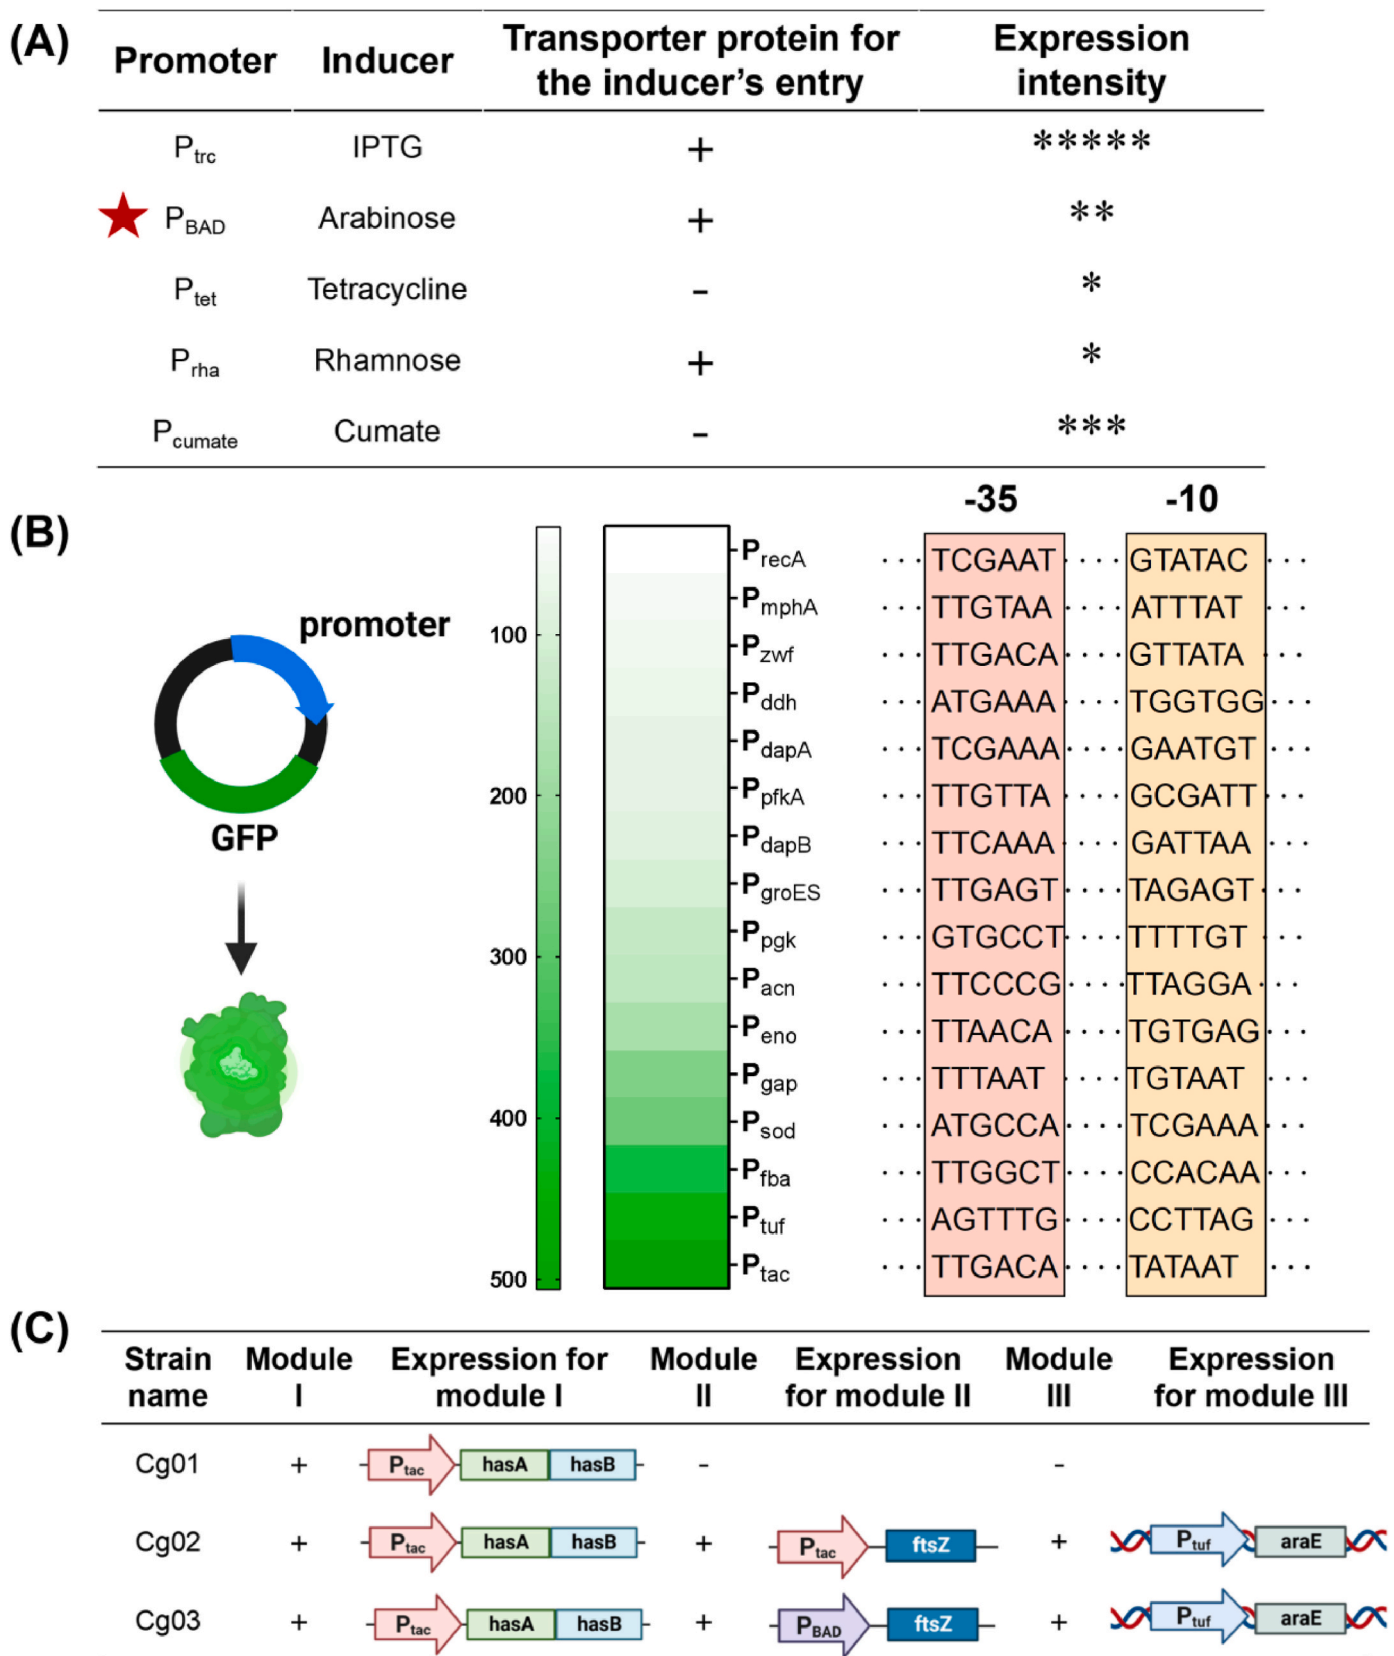 (A)
Promoter Inducer Transporter protein for the inducer's entry Expression intensity
Ptrc IPTG + *****
PBAD Arabinose + **
Ptet Tetracycline - *
Prha Rhamnose + *
Pcumate Cumate - ***
(B)
-35 -10
promoter
GFP
100
200
300
400
500
PrecA ··· TCGAAT ···· GTATAC ···
PmphA ··· TTGTAA ···· ATTTAT ···
Pzwf ··· TTGACA ···· GTTATA ···
Pddh ··· ATGAAA ···· TGGTGG ···
PdapA ··· TCGAAA ···· GAATGT ···
PpfkA ··· TTGTTA ···· GCGATT ···
PdapB ··· TTCAAA ···· GATTAA ···
PgroES ··· TTGAGT ···· TAGAGT ···
Ppgk ··· GTGCCT ···· TTTTGT ···
Pacn ··· TTCCCG ···· TTAGGA ···
Peno ··· TTAACA ···· TGTGAG ···
Pgap ··· TTTAAT ···· TGTAAT ···
Psod ··· ATGCCA ···· TCGAAA ···
Pfba ··· TTGGCT ···· CCACAA ···
Ptuf ··· AGTTTG ···· CCTTAG ···
Ptac ··· TTGACA ···· TATAAT ···
(C)
Strain name Module I Expression for module I Module II Expression for module II Module III Expression for module III
Cg01 + Ptac hasA hasB - -
Cg02 + Ptac hasA hasB + Ptac ftsZ + Ptuf araE
Cg03 + Ptac hasA hasB + PBAD ftsZ + Ptuf araE